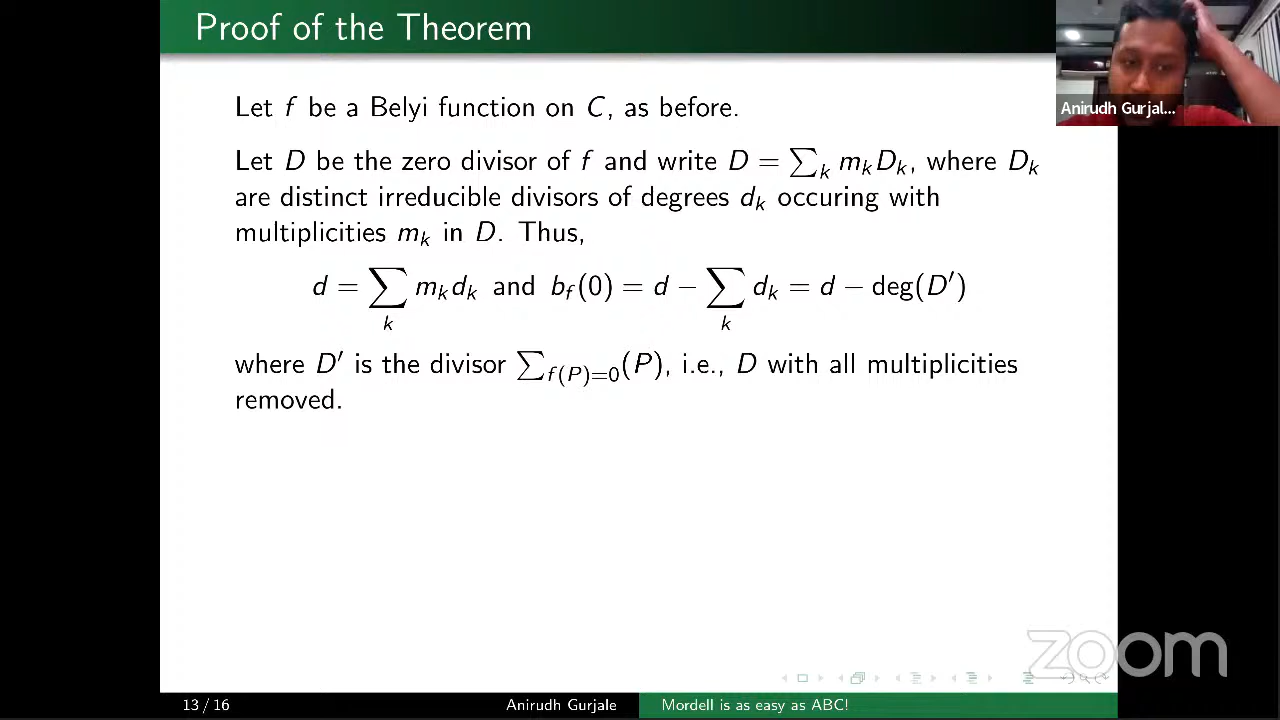 Proof of the Theorem
Anirudh Gurjal...
Let f be a Belyi function on C, as before.
Let D be the zero divisor of f and write D = ∑_k m_k D_k, where D_k
are distinct irreducible divisors of degrees d_k occuring with
multiplicities m_k in D. Thus,
d = ∑_k m_k d_k and b_f(0) = d − ∑_k d_k = d − deg(D′)
where D′ is the divisor ∑_{f(P)=0}(P), i.e., D with all multiplicities
removed.
zoom
13 / 16 Anirudh Gurjale Mordell is as easy as ABC!